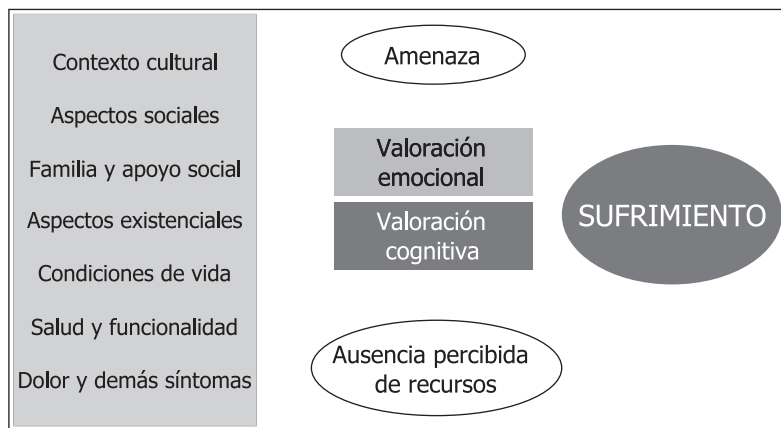 Contexto cultural
Aspectos sociales
Familia y apoyo social
Aspectos existenciales
Condiciones de vida
Salud y funcionalidad
Dolor y demás síntomas
Amenaza
Valoración
emocional
Valoración
cognitiva
Ausencia percibida
de recursos
SUFRIMIENTO